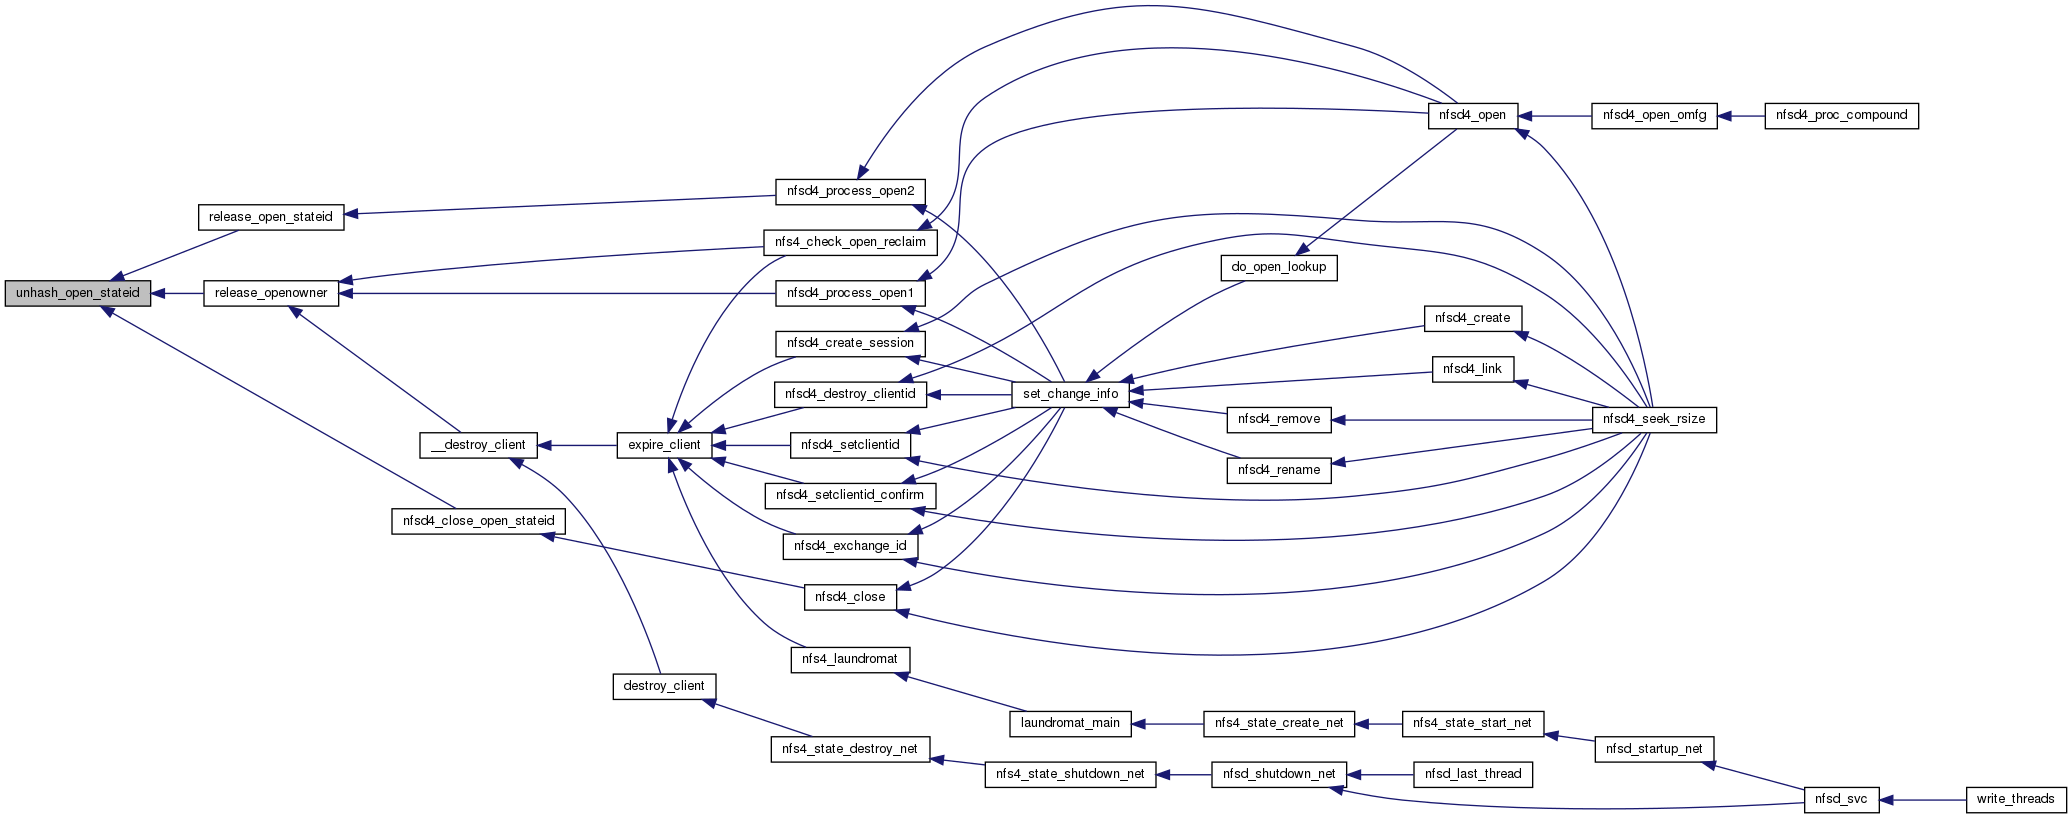 nfsd4_open
nfsd4_open_omfg
nfsd4_proc_compound
nfsd4_process_open2
release_open_stateid
nfs4_check_open_reclaim
do_open_lookup
unhash_open_stateid
release_openowner
nfsd4_process_open1
nfsd4_create
nfsd4_create_session
nfsd4_link
nfsd4_destroy_clientid
set_change_info
nfsd4_remove
nfsd4_seek_rsize
__destroy_client
expire_client
nfsd4_setclientid
nfsd4_rename
nfsd4_setclientid_confirm
nfsd4_close_open_stateid
nfsd4_exchange_id
nfsd4_close
nfs4_laundromat
destroy_client
laundromat_main
nfs4_state_create_net
nfs4_state_start_net
nfs4_state_destroy_net
nfsd_startup_net
nfs4_state_shutdown_net
nfsd_shutdown_net
nfsd_last_thread
nfsd_svc
write_threads